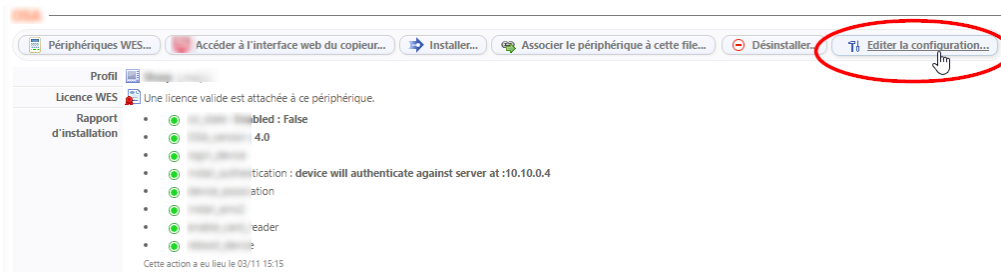 Périphériques WES... Accéder à l'interface web du copieur... Installer... Associer le périphérique à cette file... Désinstaller... Editer la configuration...
Profil
Licence WES Une licence valide est attachée à ce périphérique.
Rapport d'installation
bled : False
: 4.0
tication : device will authenticate against server at :10.10.0.4
ation
reader
Cette action a eu lieu le 03/11 15:15